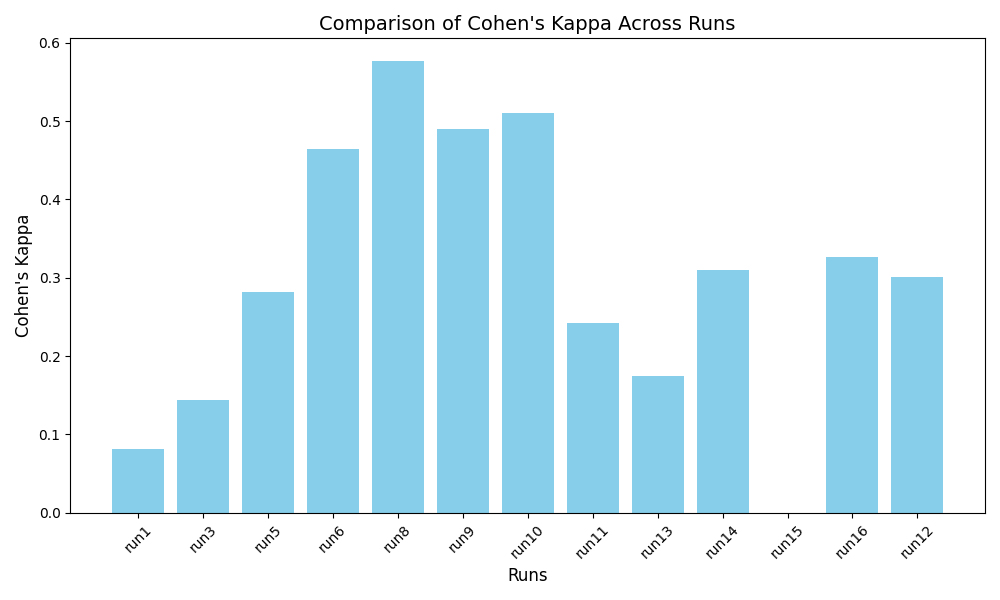 Comparison of Cohen's Kappa Across Runs
Cohen's Kappa
0.6
0.5
0.4
0.3
0.2
0.1
0.0
run1 run3 run5 run6 run8 run9 run10 run11 run13 run14 run15 run16 run12
Runs